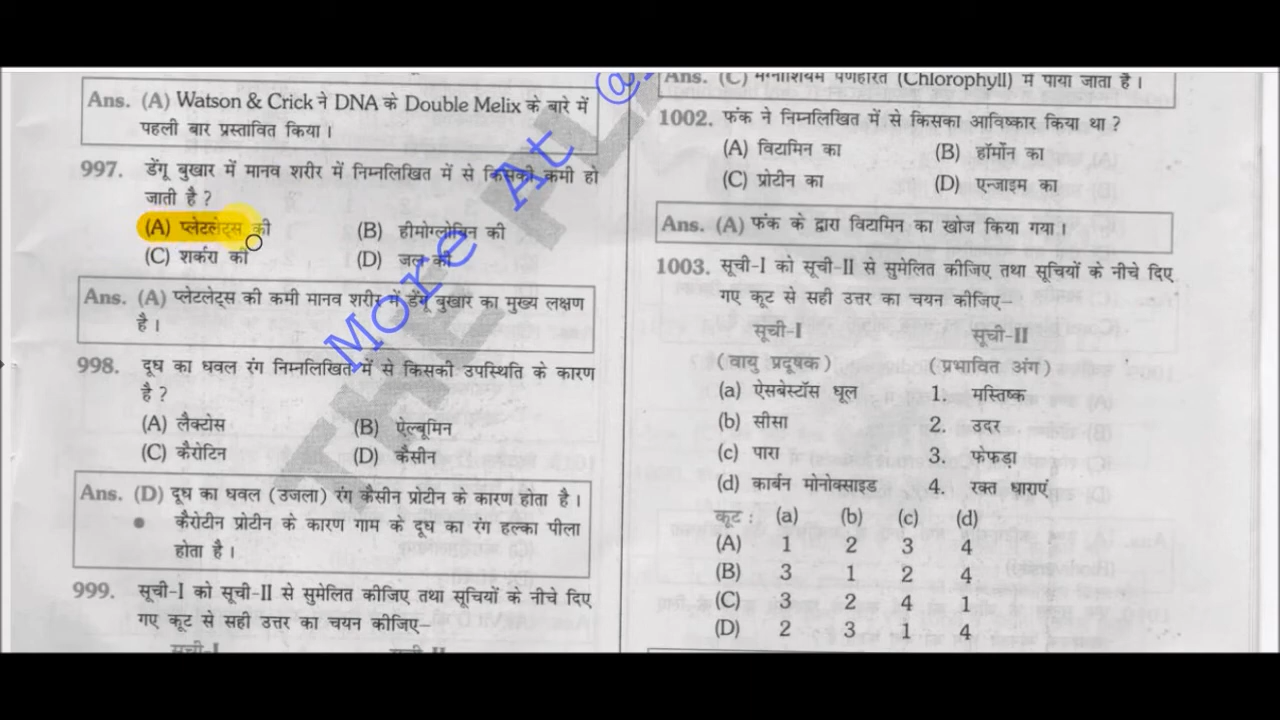 Ans. (A) Watson & Crick ने DNA के Double Melix के बारे में
पहली बार प्रस्तावित किया।
997. डेंगू बुखार में मानव शरीर में निम्नलिखित में से किसकी कमी हो
जाती है ?
(A) प्लेटलेट्स की (B) हीमोग्लोबिन की
(C) शर्करा की (D) जल की
Ans. (A) प्लेटलेट्स की कमी मानव शरीर में डेंगू बुखार का मुख्य लक्षण
है।
998. दूध का धवल रंग निम्नलिखित में से किसकी उपस्थिति के कारण
है ?
(A) लैक्टोस (B) ऐल्बूमिन
(C) कैरोटिन (D) कैसीन
Ans. (D) दूध का धवल (उजला) रंग कैसीन प्रोटीन के कारण होता है।
● कैरोटीन प्रोटीन के कारण गाम के दूध का रंग हल्का पीला
होता है।
999. सूची-I को सूची-II से सुमेलित कीजिए तथा सूचियों के नीचे दिए
गए कूट से सही उत्तर का चयन कीजिए–
सूची-I सूची-II
Ans. (C) मैग्नीशियम पर्णहरित (Chlorophyll) में पाया जाता है।
1002. फंक ने निम्नलिखित में से किसका आविष्कार किया था ?
(A) विटामिन का (B) हॉर्मोन का
(C) प्रोटीन का (D) एन्जाइम का
Ans. (A) फंक के द्वारा विटामिन का खोज किया गया।
1003. सूची-I को सूची-II से सुमेलित कीजिए तथा सूचियों के नीचे दिए
गए कूट से सही उत्तर का चयन कीजिए–
सूची-I सूची-II
(वायु प्रदूषक) (प्रभावित अंग)
(a) ऐसबेस्टॉस धूल 1. मस्तिष्क
(b) सीसा 2. उदर
(c) पारा 3. फेफड़ा
(d) कार्बन मोनोक्साइड 4. रक्त धाराएं
कूट : (a) (b) (c) (d)
(A) 1 2 3 4
(B) 3 1 2 4
(C) 3 2 4 1
(D) 2 3 1 4
More At @
THE